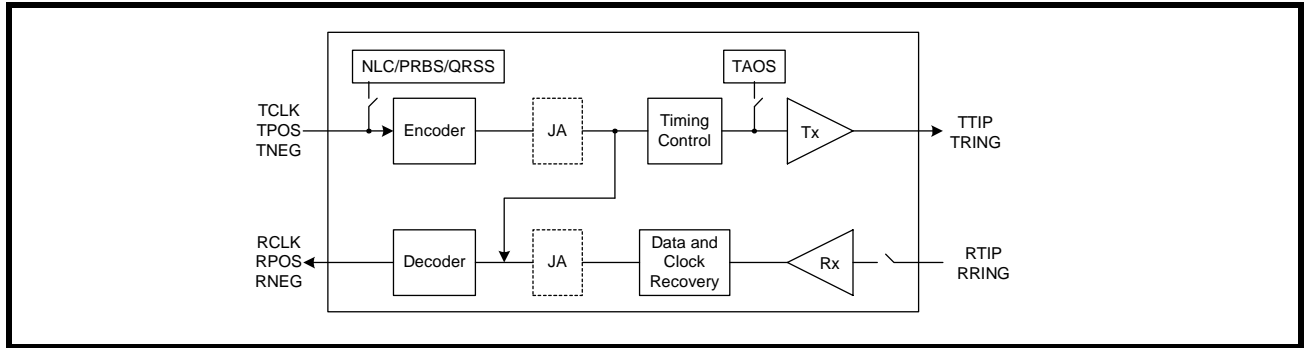 NLC/PRBS/QRSS
TAOS
TCLK
TPOS
TNEG
Encoder
JA
Timing
Control
Tx
TTIP
TRING
RCLK
RPOS
RNEG
Decoder
JA
Data and
Clock
Recovery
Rx
RTIP
RRING